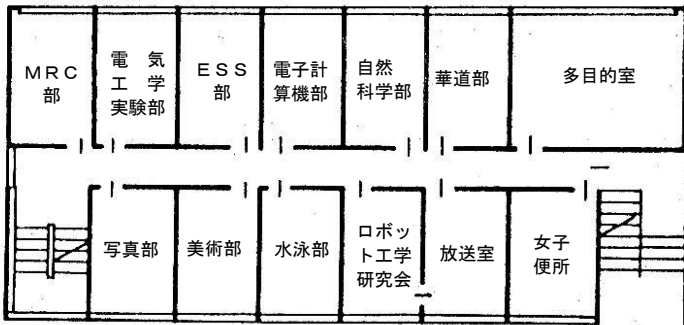 MRC
部
電気
工学
実験部
ESS
部
電子計
算機部
自然
科学部
華道部
多目的室
写真部
美術部
水泳部
ロボッ
ト工学
研究会
放送室
女子
便所